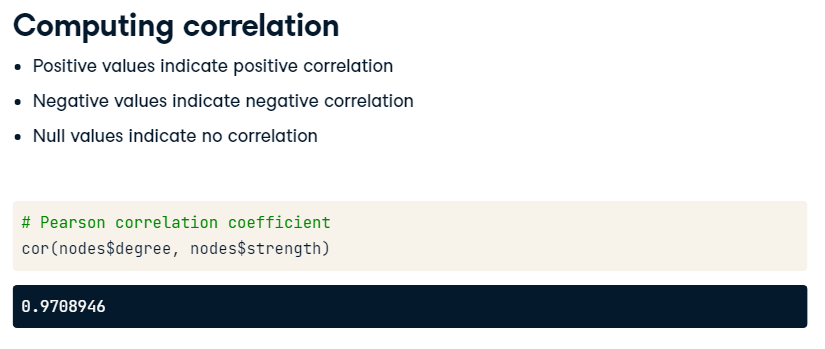 Computing correlation
• Positive values indicate positive correlation
• Negative values indicate negative correlation
• Null values indicate no correlation
# Pearson correlation coefficient
cor(nodes$degree, nodes$strength)
0.9708946